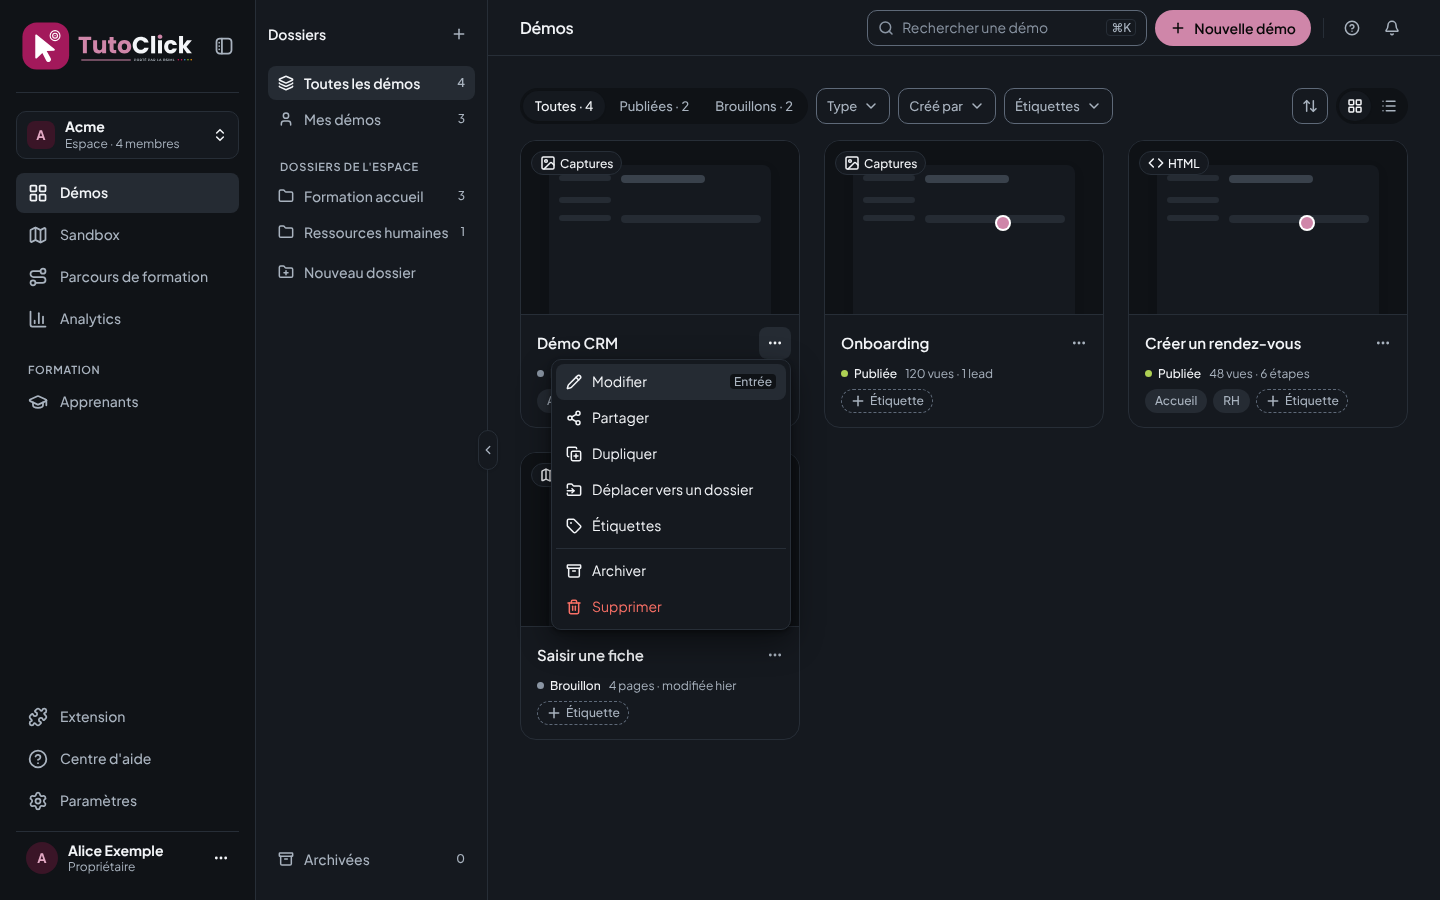 TutoClick
Acme
Espace · 4 membres
A
Démos
Sandbox
Parcours de formation
Analytics
FORMATION
Apprenants
Extension
Centre d'aide
Paramètres
A
Alice Exemple
Propriétaire
Dossiers
Toutes les démos 4
Mes démos 3
DOSSIERS DE L'ESPACE
Formation accueil 3
Ressources humaines 1
Nouveau dossier
Archivées 0
Démos
Rechercher une démo ⌘K
Nouvelle démo
Toutes · 4
Publiées · 2
Brouillons · 2
Type
Créé par
Étiquettes
Captures
Démo CRM
Modifier Entrée
Partager
Dupliquer
Déplacer vers un dossier
Étiquettes
Archiver
Supprimer
Captures
Onboarding
Publiée 120 vues · 1 lead
Étiquette
HTML
Créer un rendez-vous
Publiée 48 vues · 6 étapes
Accueil RH Étiquette
Saisir une fiche
Brouillon 4 pages · modifiée hier
Étiquette